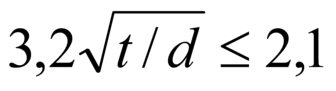 3,2√t / d ≤ 2,1